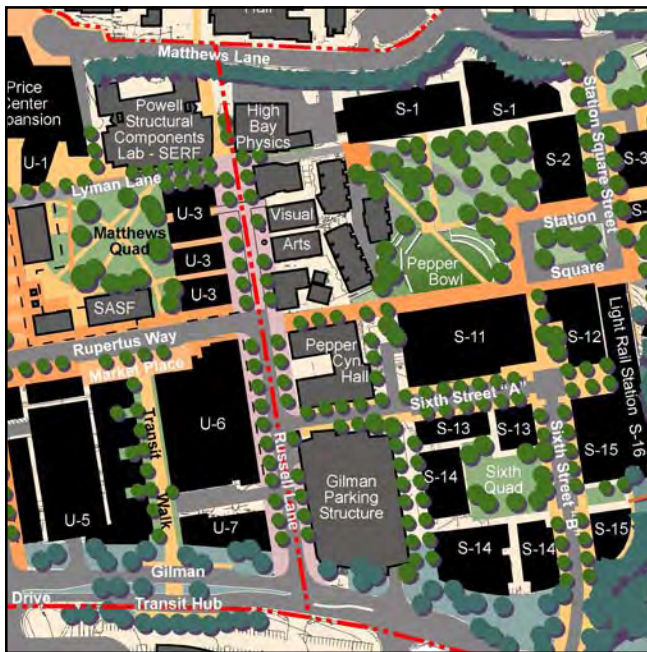 Hall
Matthews Lane
Price
Center
Expansion
Powell
Structural
Components
Lab - SERF
High
Bay
Physics
S-1
S-1
Station Square Street
U-1
S-2
S-3
Lyman Lane
U-3
Visual
Arts
Station
Square
S-
Matthews
Quad
U-3
U-3
Pepper
Bowl
SASF
Rupertus Way
Market Place
Pepper
Cyn.
Hall
S-11
S-12
Light Rail Station S-16
Transit
Walk
U-6
Russell Lane
Sixth Street "A"
S-13
S-13
Sixth Street "B"
S-15
S-14
Sixth
Quad
Gilman
Parking
Structure
U-5
U-7
S-14
S-14
S-15
Gilman
Drive
Transit Hub